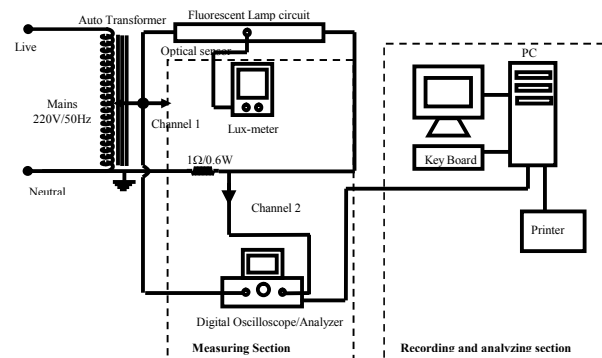 Auto Transformer
Fluorescent Lamp circuit
Live
Optical sensor
PC
Mains
220V/50Hz
Channel 1
Lux-meter
1Ω/0.6W
Key Board
Neutral
Channel 2
Printer
Digital Oscilloscope/Analyzer
Measuring Section
Recording and analyzing section